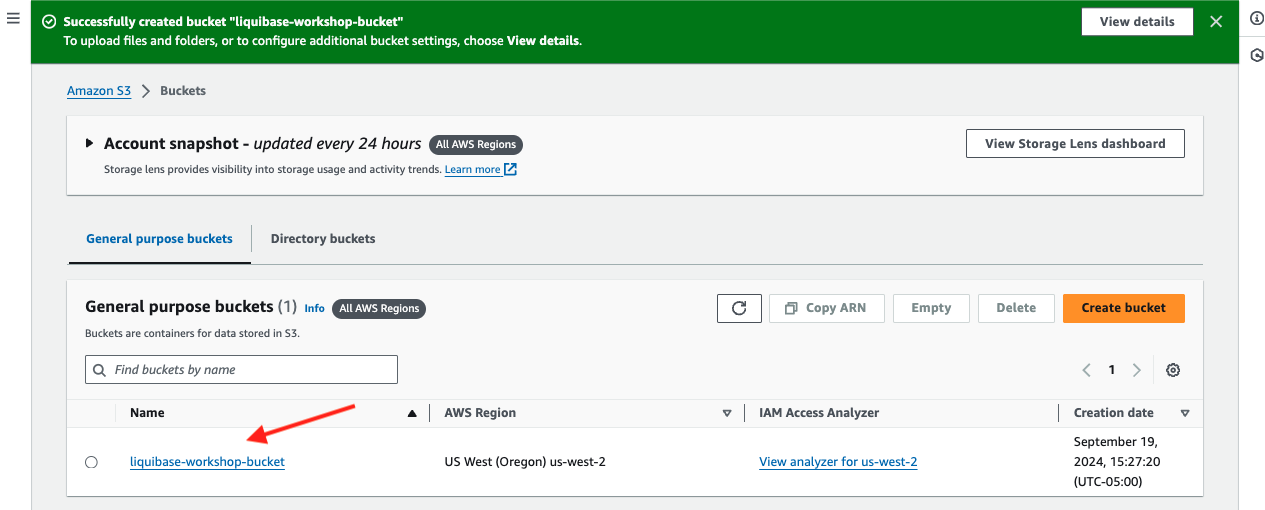 Successfully created bucket "liquibase-workshop-bucket"
To upload files and folders, or to configure additional bucket settings, choose View details.
View details
Amazon S3 Buckets
Account snapshot - updated every 24 hours All AWS Regions
Storage lens provides visibility into storage usage and activity trends. Learn more
View Storage Lens dashboard
General purpose buckets Directory buckets
General purpose buckets (1) Info All AWS Regions
Buckets are containers for data stored in S3.
Copy ARN Empty Delete Create bucket
Find buckets by name
1
Name AWS Region IAM Access Analyzer Creation date
liquibase-workshop-bucket US West (Oregon) us-west-2 View analyzer for us-west-2
September 19,
2024, 15:27:20
(UTC-05:00)